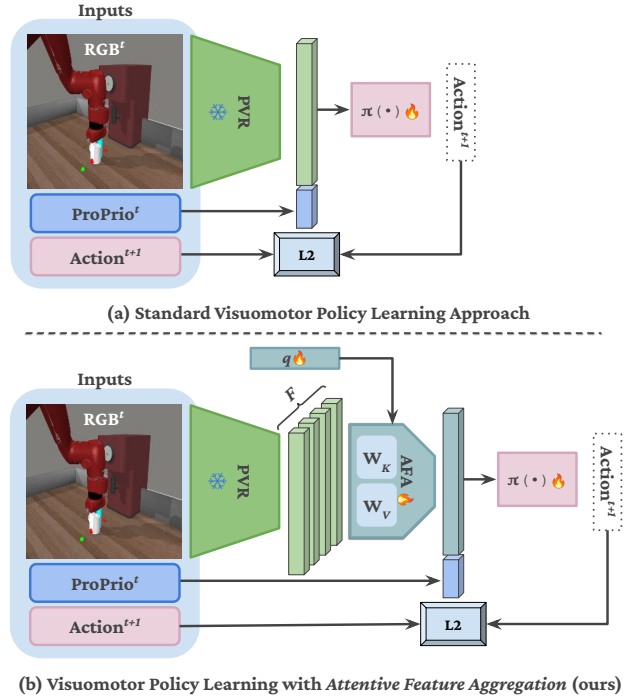 Inputs
RGB^t
PVR
π(•)
Action^{t+1}
ProPrio^t
Action^{t+1}
L2
(a) Standard Visuomotor Policy Learning Approach
q
Inputs
F
RGB^t
PVR
W_K
W_V
AFA
π(•)
Action^{t+1}
ProPrio^t
Action^{t+1}
L2
(b) Visuomotor Policy Learning with Attentive Feature Aggregation (ours)